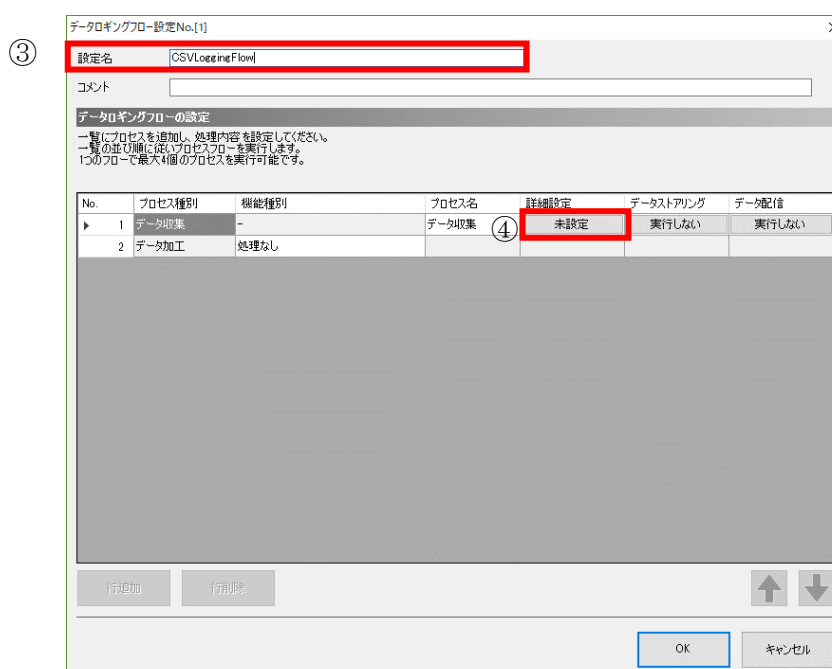 データロギングフロー設定No.[1]
③
設定名 CSVLoggingFlow
コメント
データロギングフローの設定
一覧にプロセスを追加し、処理内容を設定してください。
一覧の並び順に従いプロセスフローを実行します。
1つのフローで最大4個のプロセスを実行可能です。
No. プロセス種別 機能種別 プロセス名 詳細設定 データストアリング データ配信
1 データ収集 - データ収集 ④ 未設定 実行しない 実行しない
2 データ加工 処理なし
行追加 行削除
OK キャンセル